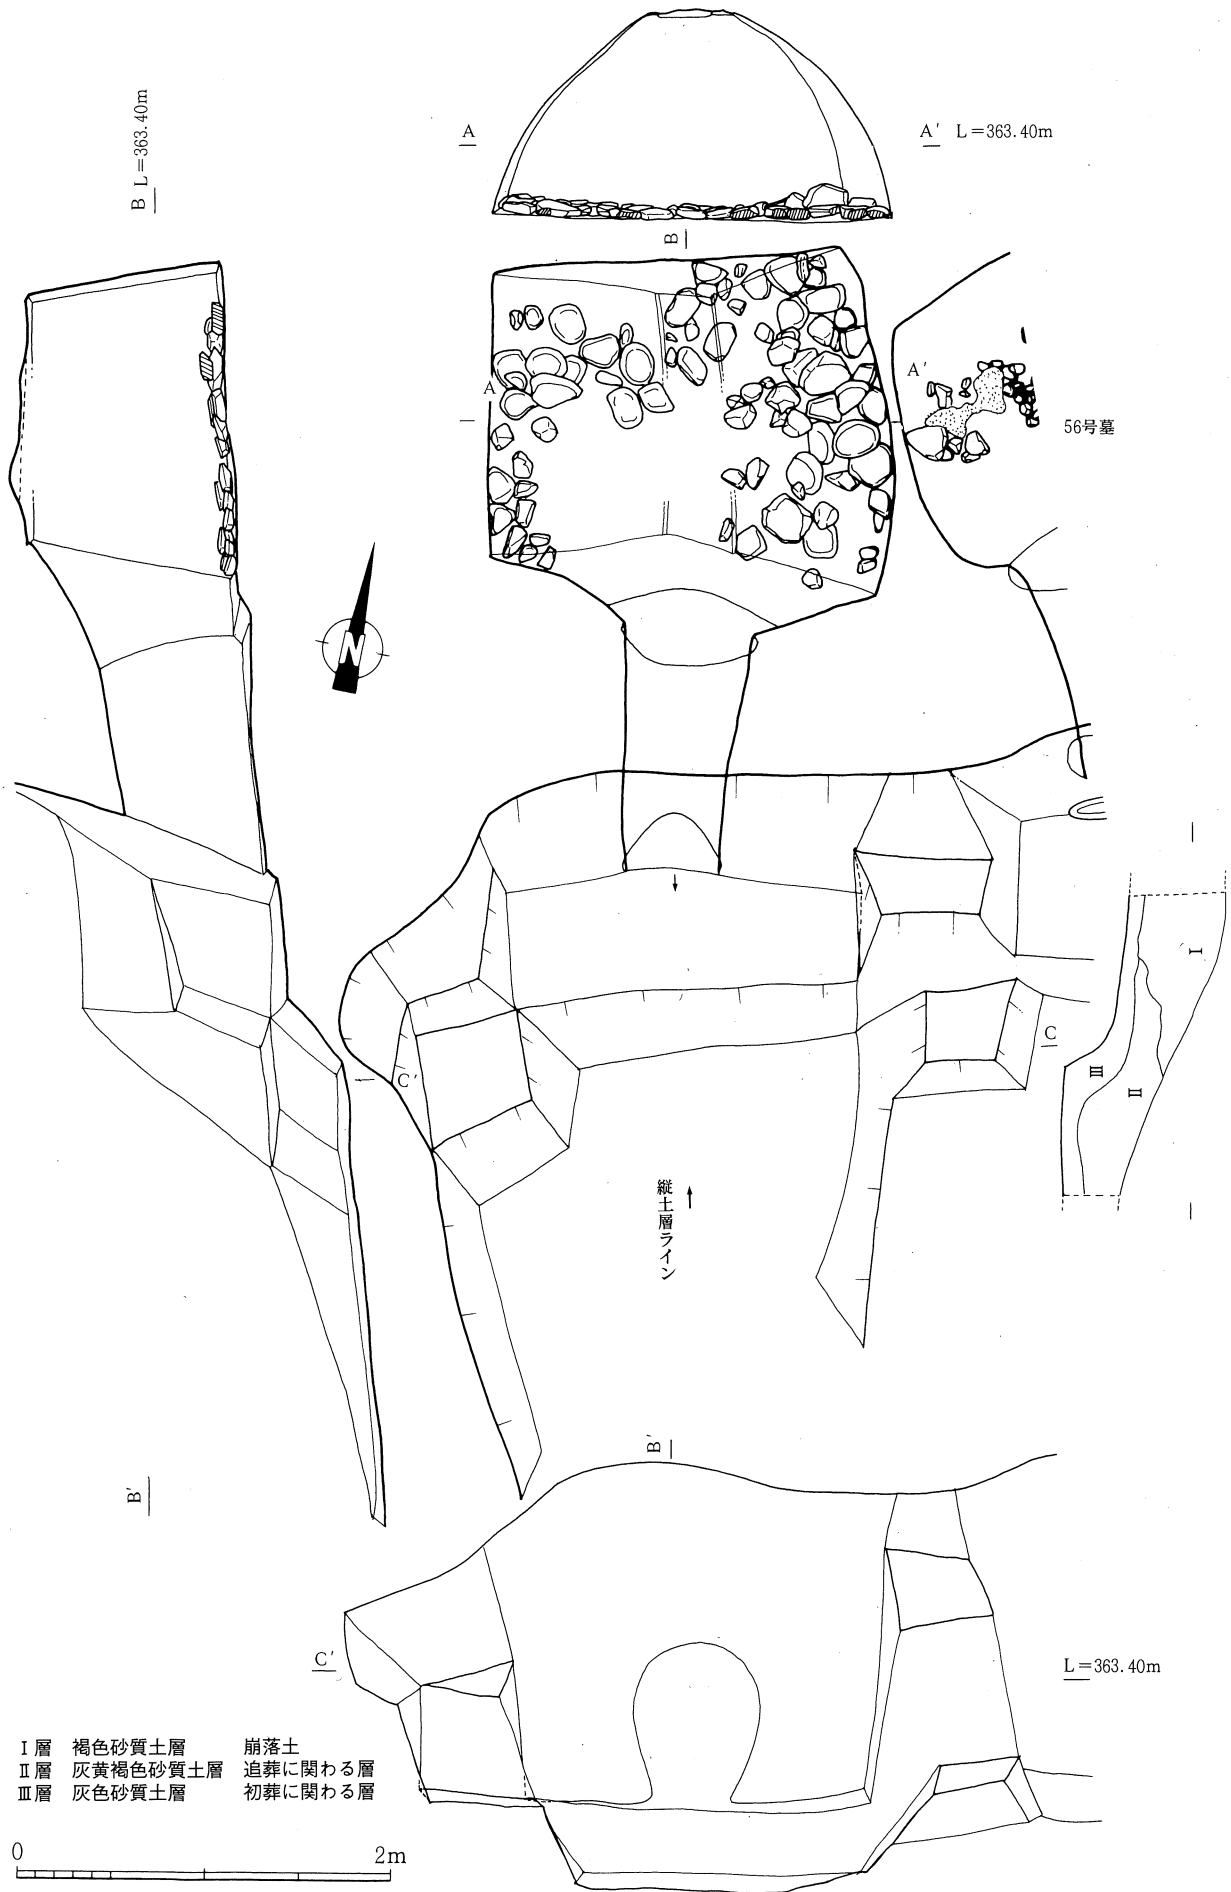 B L=363.40m
A
A′ L=363.40m
B
A
A′
56号墓
N
I
II
III
C′
C
縦土層ライン
B′
B′
C′
L=363.40m
I層 褐色砂質土層 崩落土
II層 灰黄褐色砂質土層 追葬に関わる層
III層 灰色砂質土層 初葬に関わる層
0 2m